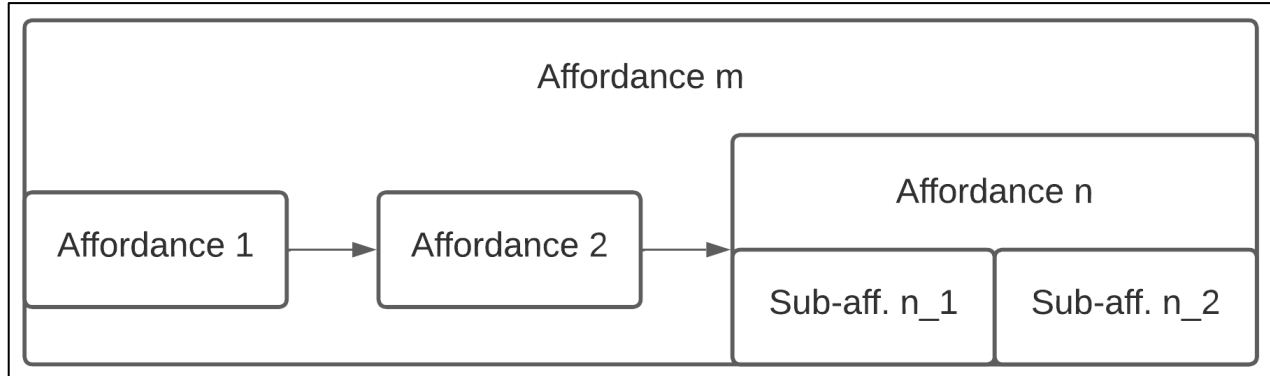 Affordance m
Affordance n
Affordance 1
Affordance 2
Sub-aff. n_1
Sub-aff. n_2